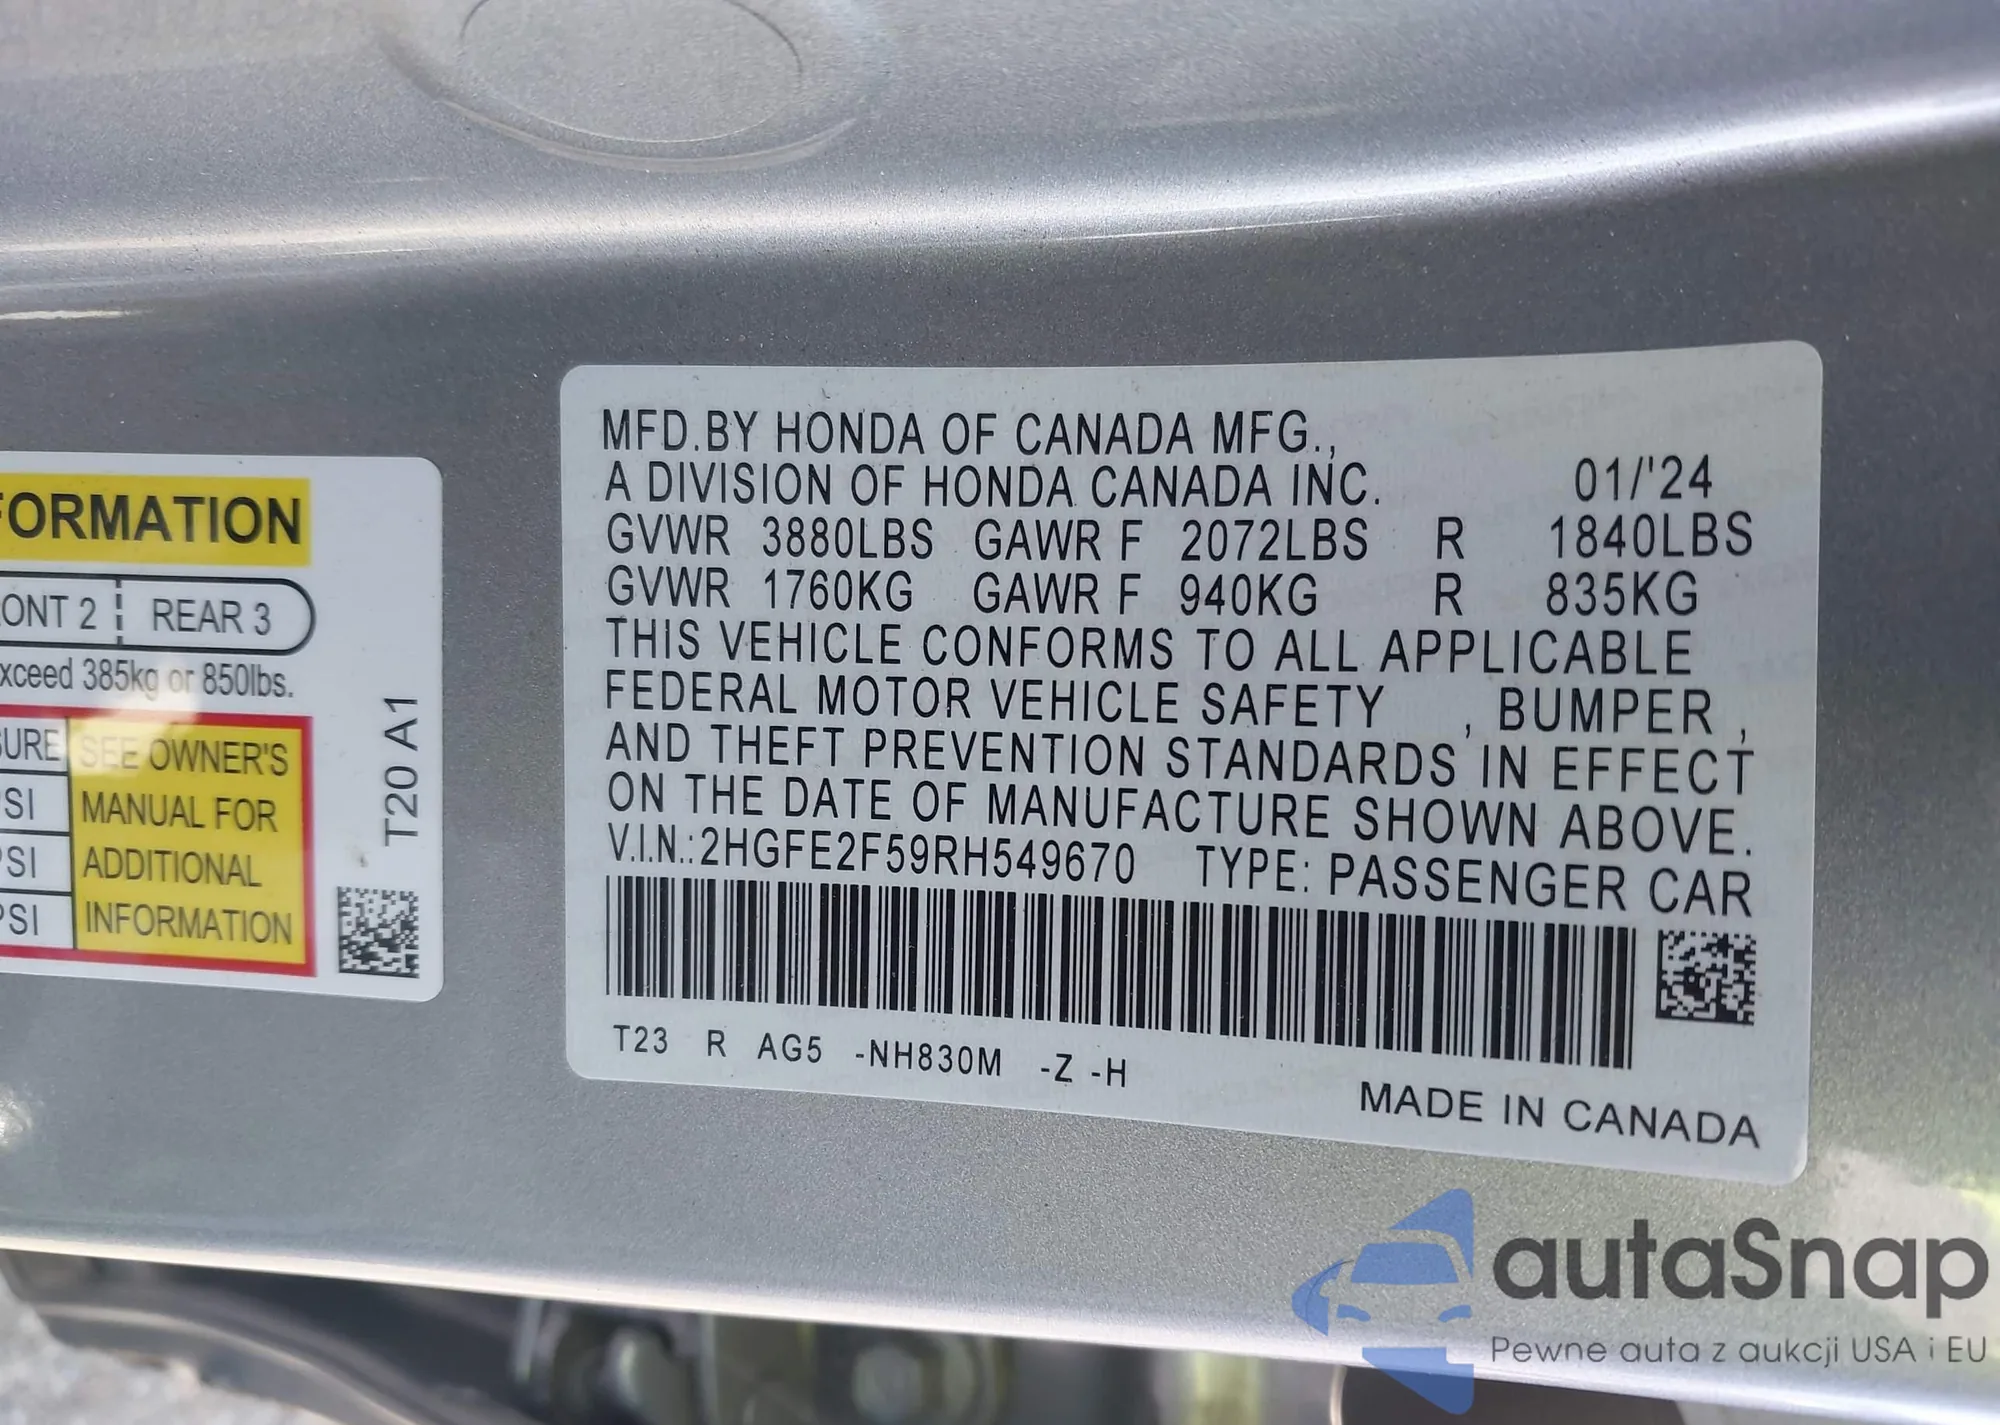 FORMATION
ONT 2 REAR 3
xceed 385kg or 850lbs.
SURE SEE OWNER'S
PSI MANUAL FOR
PSI ADDITIONAL
PSI INFORMATION
T20 A1
MFD.BY HONDA OF CANADA MFG.,
A DIVISION OF HONDA CANADA INC. 01/'24
GVWR 3880LBS GAWR F 2072LBS R 1840LBS
GVWR 1760KG GAWR F 940KG R 835KG
THIS VEHICLE CONFORMS TO ALL APPLICABLE
FEDERAL MOTOR VEHICLE SAFETY , BUMPER ,
AND THEFT PREVENTION STANDARDS IN EFFECT
ON THE DATE OF MANUFACTURE SHOWN ABOVE.
V.I.N.:2HGFE2F59RH549670 TYPE: PASSENGER CAR
T23 R AG5 -NH830M -Z -H
MADE IN CANADA
autaSnap
Pewne auta z aukcji USA i EU